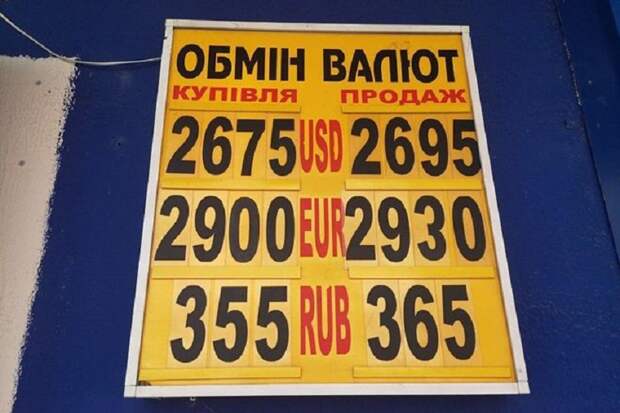 ОБМІН ВАЛЮТ
КУПІВЛЯ ПРОДАЖ
2675 USD 2695
2900 EUR 2930
355 RUB 365